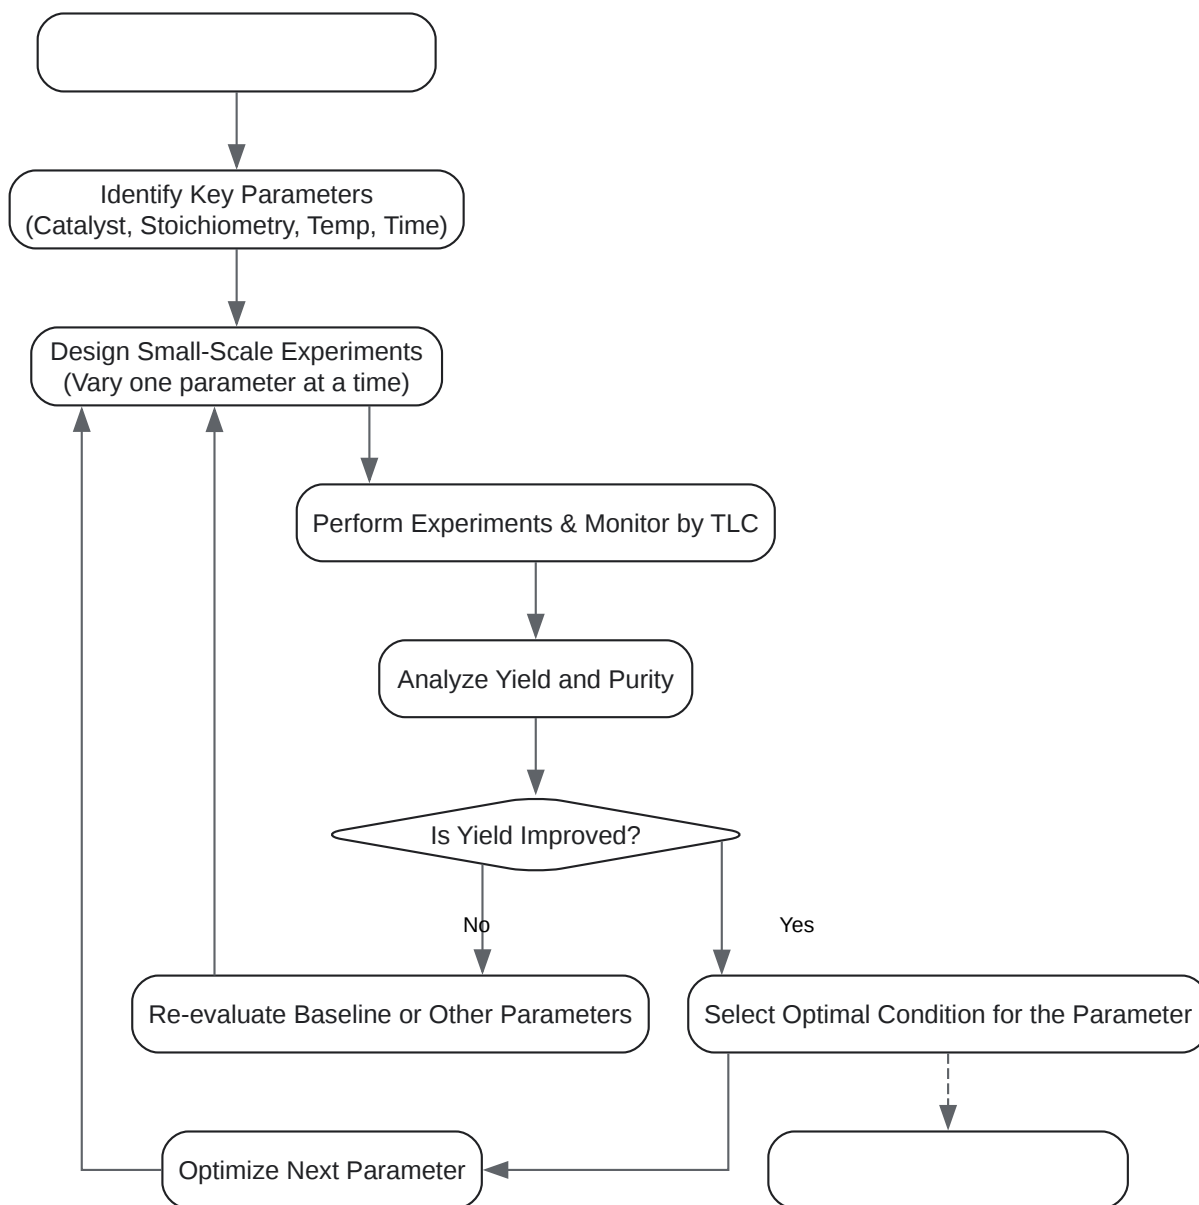 Identify Key Parameters
(Catalyst, Stoichiometry, Temp, Time)
Design Small-Scale Experiments
(Vary one parameter at a time)
Perform Experiments & Monitor by TLC
Analyze Yield and Purity
Is Yield Improved?
No
Yes
Re-evaluate Baseline or Other Parameters
Select Optimal Condition for the Parameter
Optimize Next Parameter